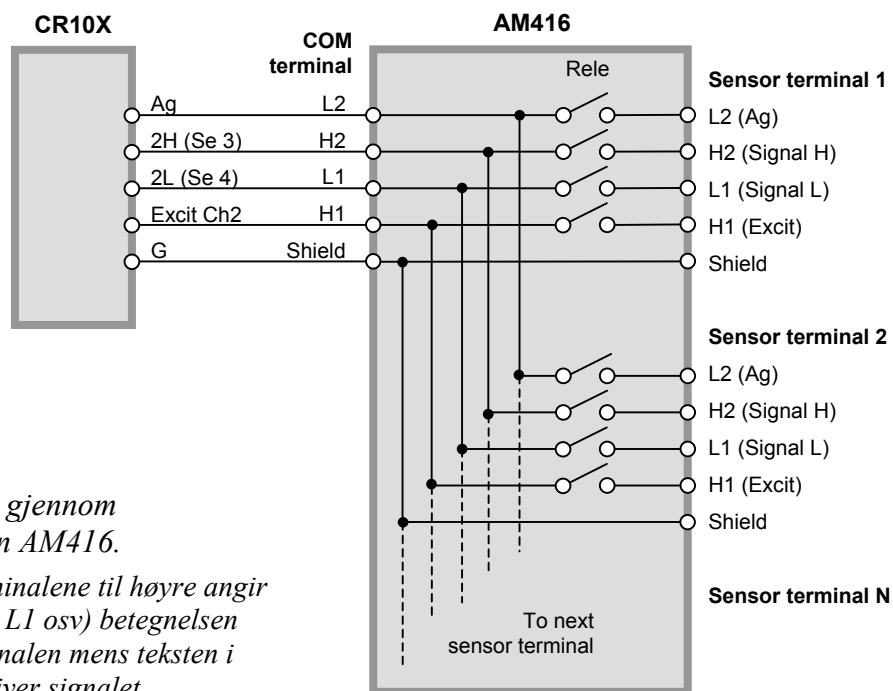 CR10X
AM416
COM
terminal
Rele
Sensor terminal 1
Ag
L2
L2 (Ag)
2H (Se 3)
H2
H2 (Signal H)
2L (Se 4)
L1
L1 (Signal L)
Excit Ch2
H1
H1 (Excit)
G
Shield
Shield
Sensor terminal 2
L2 (Ag)
H2 (Signal H)
L1 (Signal L)
H1 (Excit)
Shield
Sensor terminal N
To next
sensor terminal
gjennom
AM416.
til høyre angir
L1 osv) betegnelsen
mens teksten i
signalet